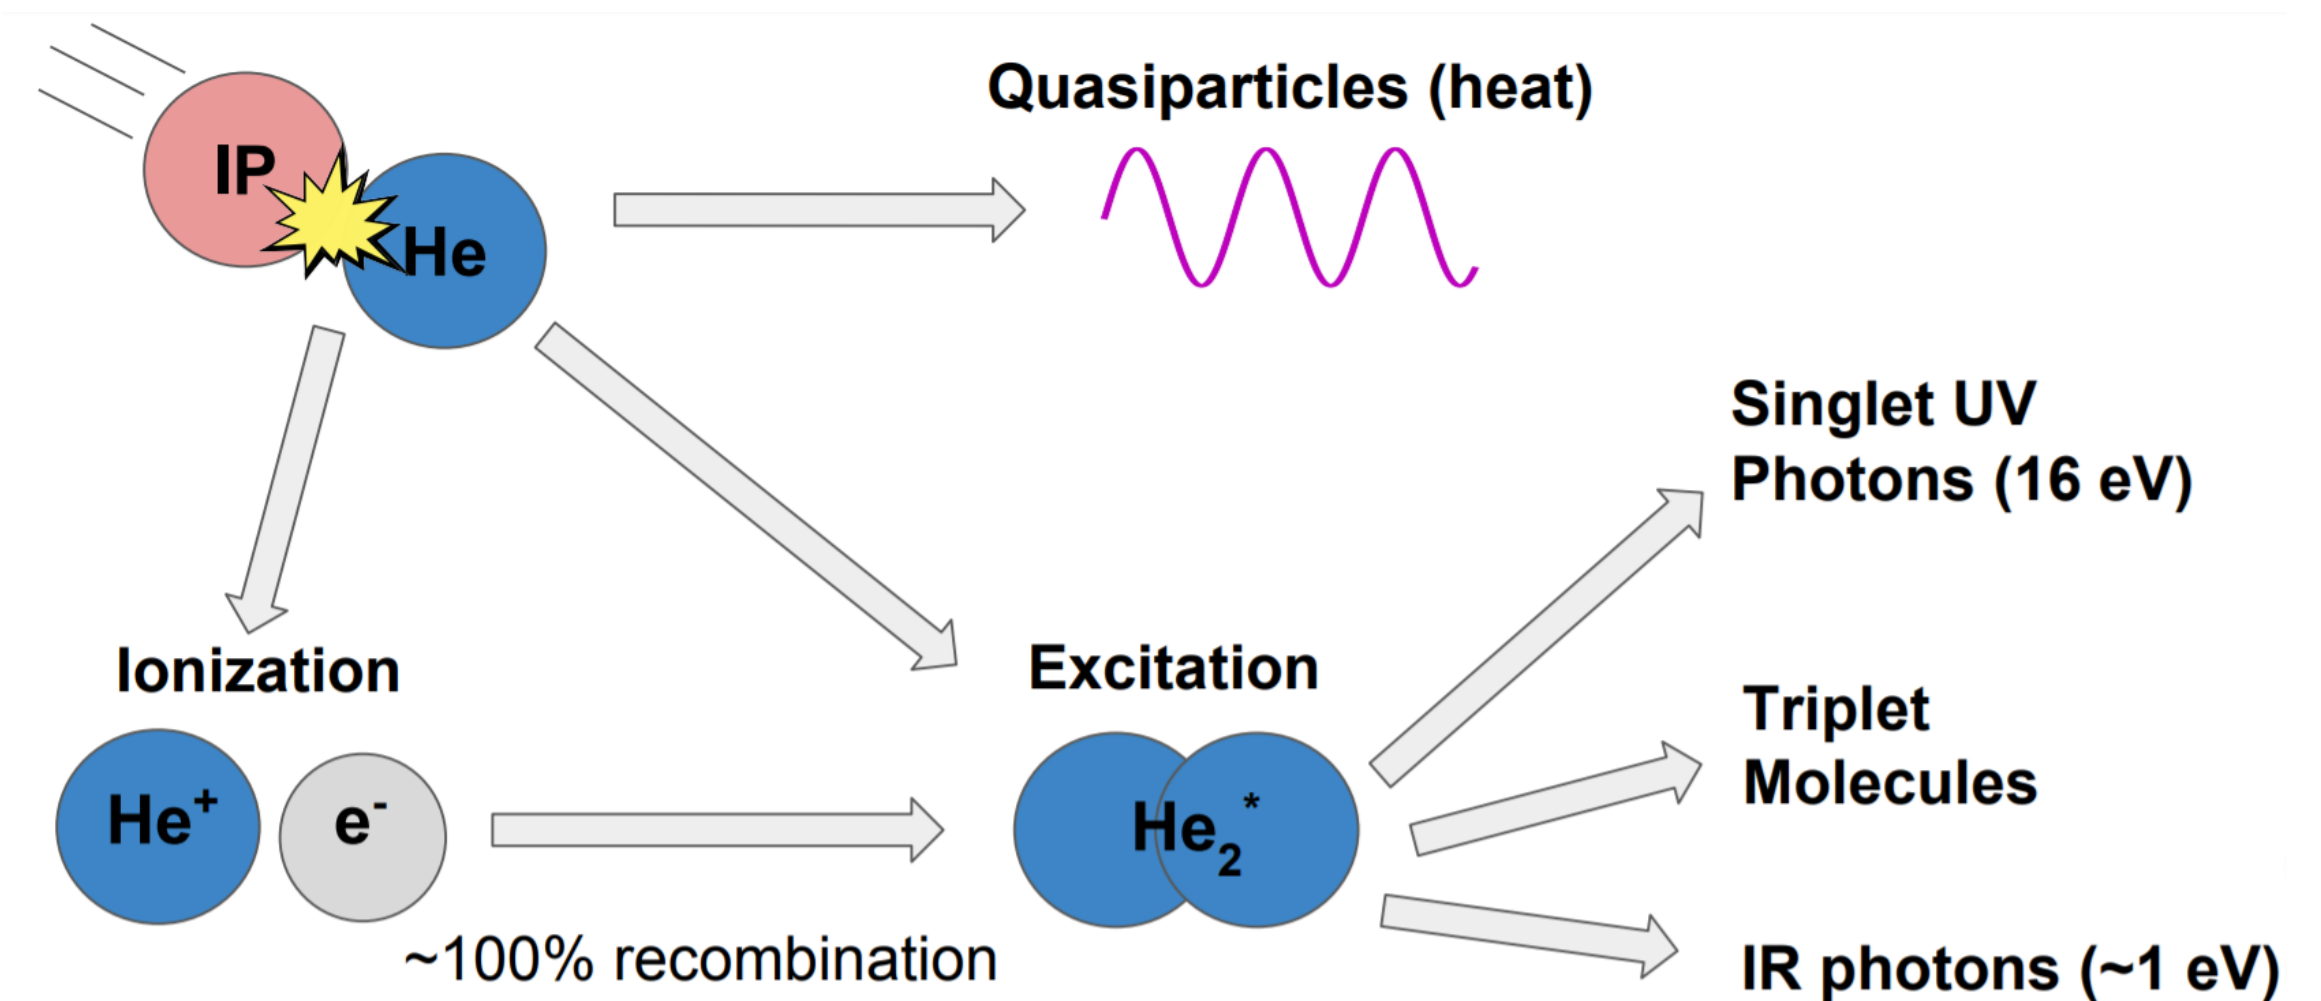 IP
He
Quasiparticles (heat)
Singlet UV
Photons (16 eV)
Ionization
Excitation
Triplet
Molecules
He⁺
e⁻
He₂*
~100% recombination
IR photons (~1 eV)